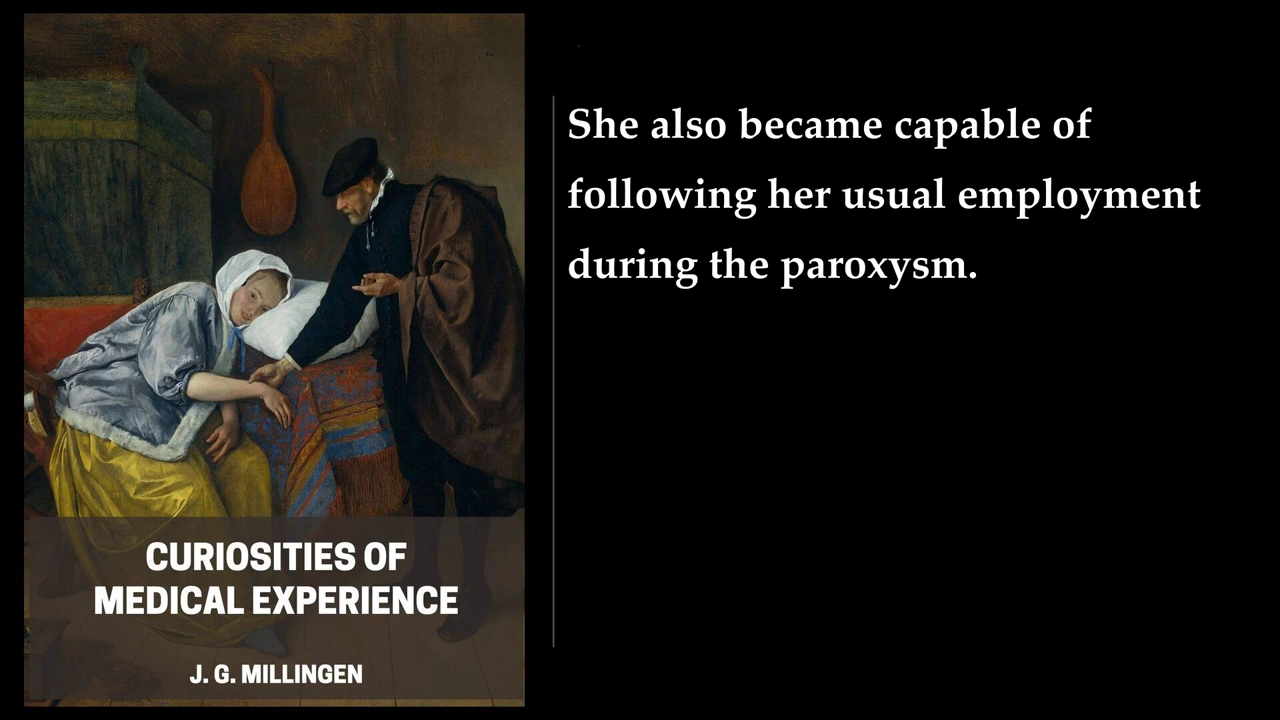 She also became capable of
following her usual employment
during the paroxysm.
CURIOSITIES OF
MEDICAL EXPERIENCE
J. G. MILLINGEN